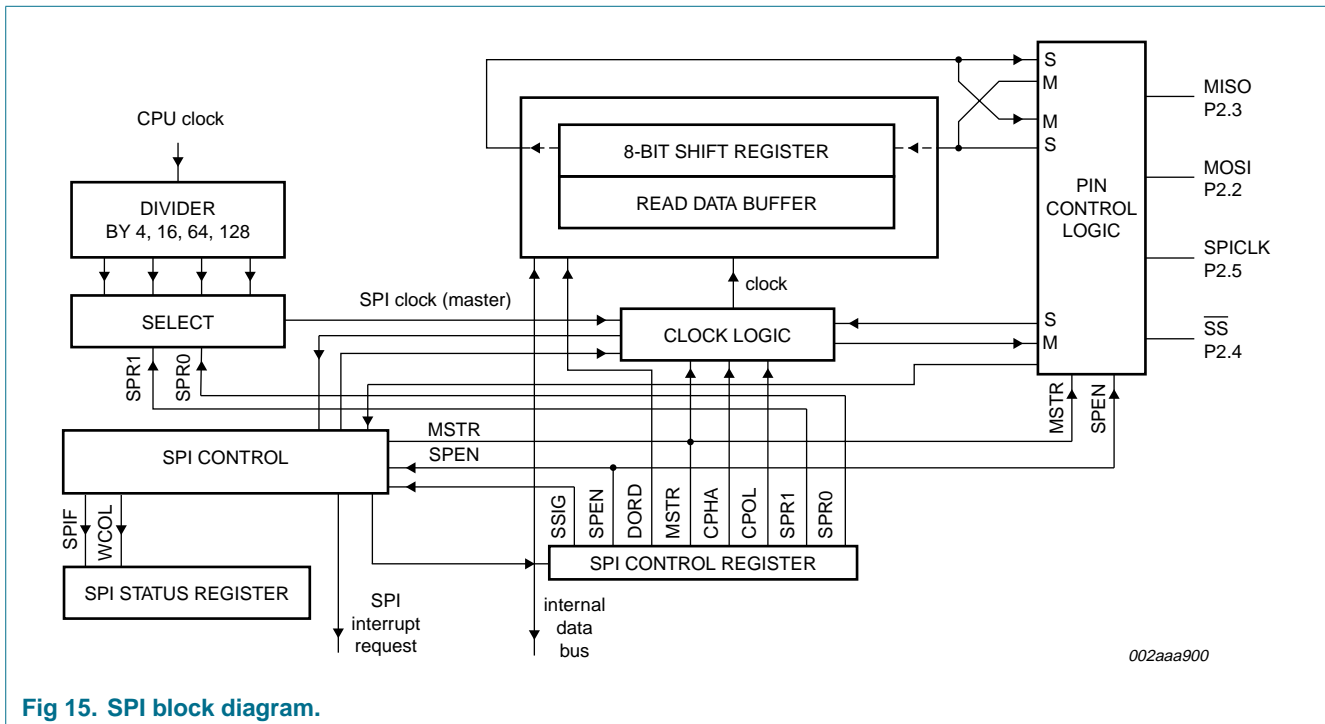 CPU clock
DIVIDER
BY 4, 16, 64, 128
SELECT
SPR1
SPR0
SPI clock (master)
8-BIT SHIFT REGISTER
READ DATA BUFFER
clock
CLOCK LOGIC
S
M
M
S
PIN
CONTROL
LOGIC
S
M
MISO
P2.3
MOSI
P2.2
SPICLK
P2.5
SS
P2.4
MSTR
SPEN
SPI CONTROL
MSTR
SPEN
SPIF
WCOL
SPI STATUS REGISTER
SSIG
SPEN
DORD
MSTR
CPHA
CPOL
SPR1
SPR0
SPI CONTROL REGISTER
SPI
interrupt
request
internal
data
bus
002aaa900
Fig 15. SPI block diagram.